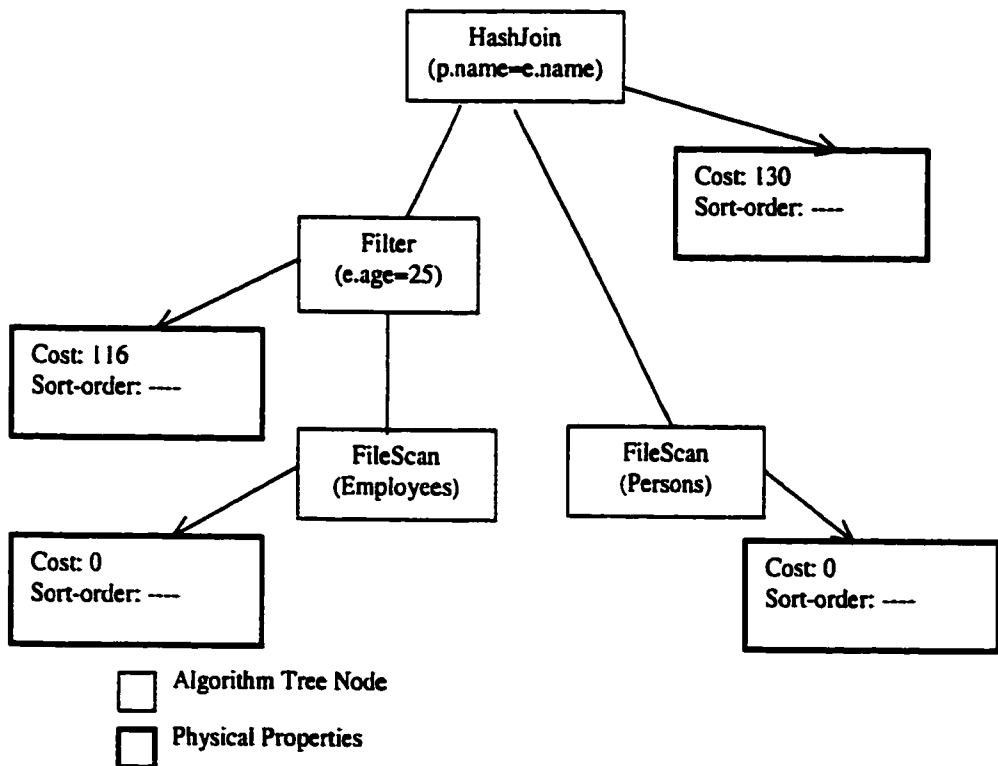 HashJoin
(p.name=e.name)
Cost: 130
Sort-order: ----
Filter
(e.age=25)
Cost: 116
Sort-order: ----
FileScan
(Employees)
FileScan
(Persons)
Cost: 0
Sort-order: ----
Cost: 0
Sort-order: ----
Algorithm Tree Node
Physical Properties